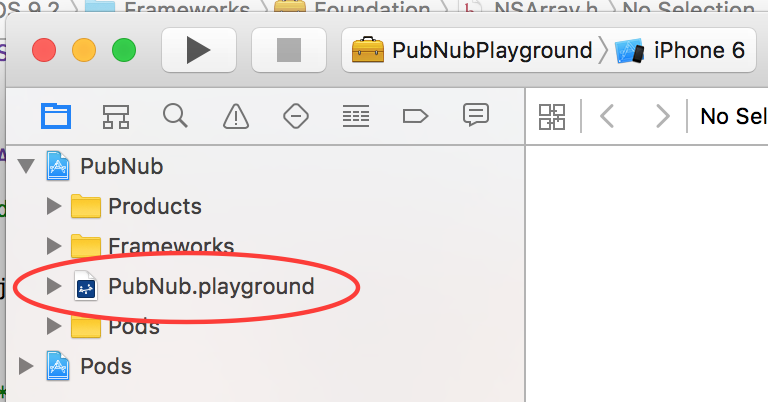 OS 9.2 Frameworks Foundation NSArray.h No Selection
PubNubPlayground iPhone 6
No Sel
PubNub
Products
Frameworks
PubNub.playground
Pods
Pods